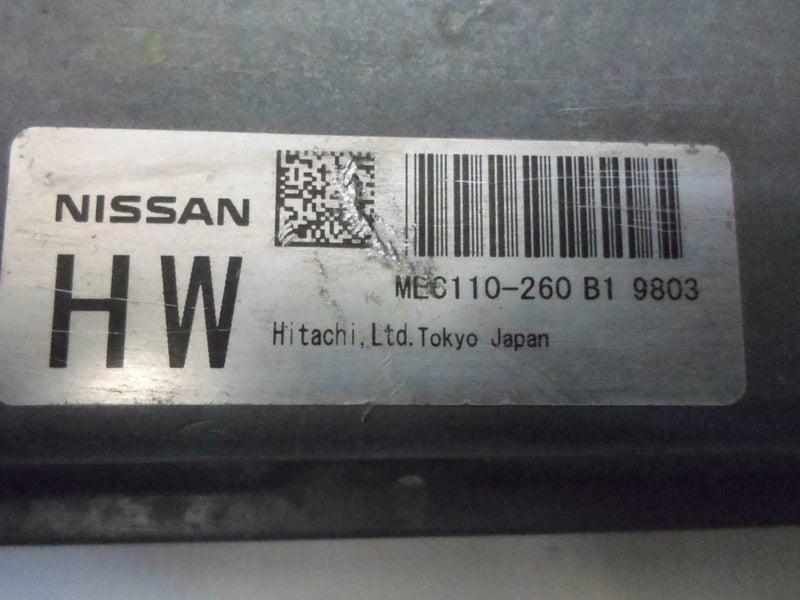 NISSAN
HW
MEC110-260 B1 9803
Hitachi,Ltd.Tokyo Japan